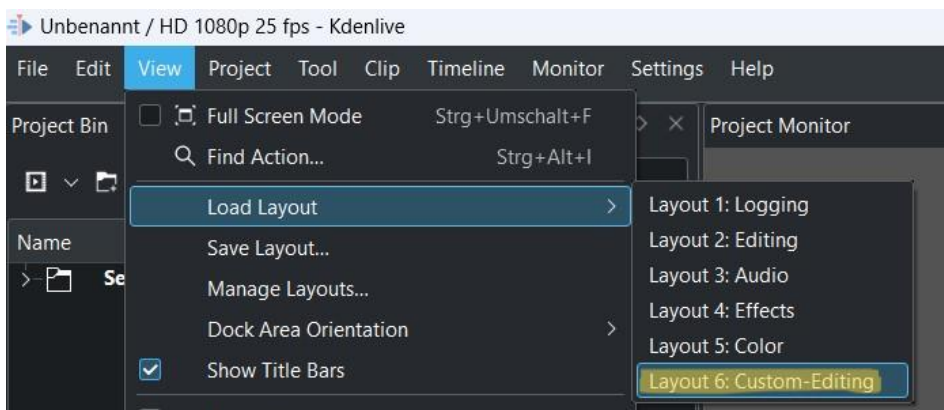 Unbenannt / HD 1080p 25 fps - Kdenlive
File Edit View Project Tool Clip Timeline Monitor Settings Help
Project Bin
Full Screen Mode Strg+Umschalt+F
Project Monitor
Find Action... Strg+Alt+I
Load Layout
Save Layout...
Manage Layouts...
Dock Area Orientation
Show Title Bars
Layout 1: Logging
Layout 2: Editing
Layout 3: Audio
Layout 4: Effects
Layout 5: Color
Layout 6: Custom-Editing
Name
Se